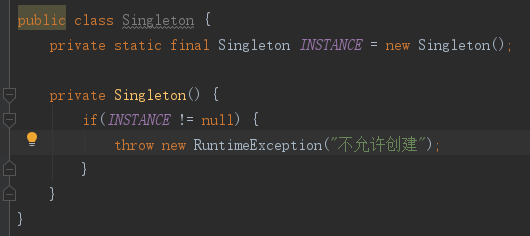 public class Singleton {
    private static final Singleton INSTANCE = new Singleton();
    private Singleton() {
        if(INSTANCE != null) {
            throw new RuntimeException("不允许创建");
        }
    }
}